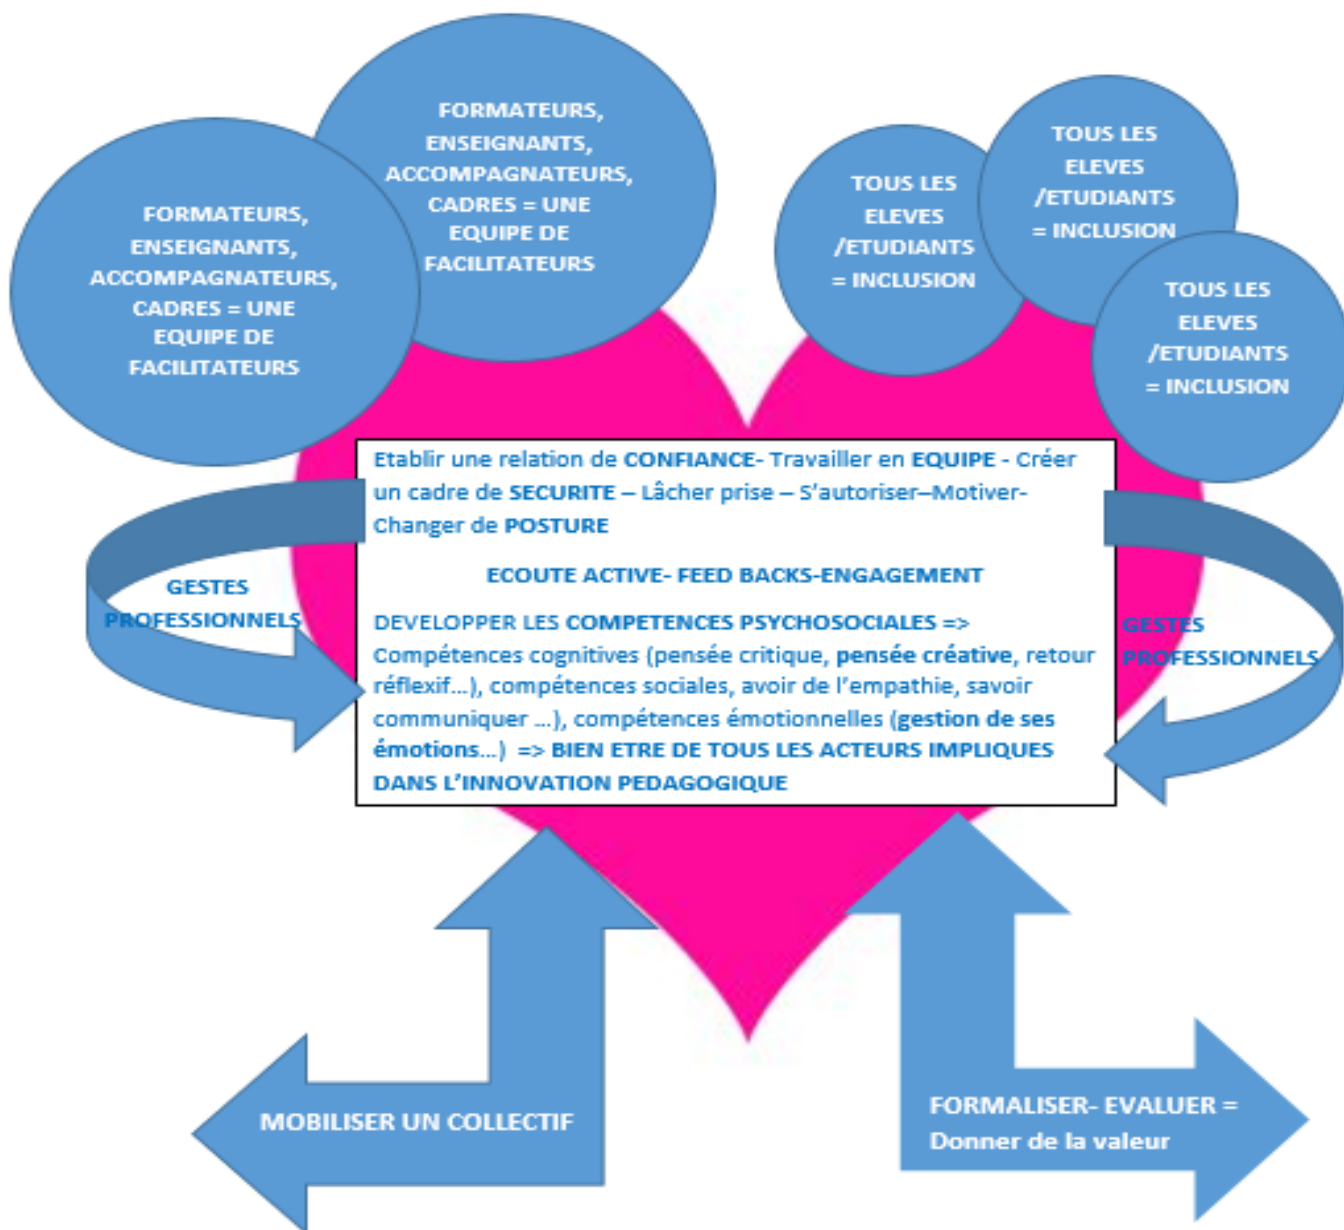 FORMATEURS,
ENSEIGNANTS,
ACCOMPAGNATEURS,
CADRES = UNE
EQUIPE DE
FACILITATEURS
FORMATEURS,
ENSEIGNANTS,
ACCOMPAGNATEURS,
CADRES = UNE
EQUIPE DE
FACILITATEURS
TOUS LES
ELEVES
/ETUDIANTS
= INCLUSION
TOUS LES
ELEVES
/ETUDIANTS
= INCLUSION
TOUS LES
ELEVES
/ETUDIANTS
= INCLUSION
Etablir une relation de CONFIANCE- Travailler en EQUIPE - Créer
un cadre de SECURITE – Lâcher prise – S'autoriser–Motiver-
Changer de POSTURE
ECOUTE ACTIVE- FEED BACKS-ENGAGEMENT
DEVELOPPER LES COMPETENCES PSYCHOSOCIALES =>
Compétences cognitives (pensée critique, pensée créative, retour
réflexif...), compétences sociales, avoir de l'empathie, savoir
communiquer ...), compétences émotionnelles (gestion de ses
émotions...) => BIEN ETRE DE TOUS LES ACTEURS IMPLIQUES
DANS L'INNOVATION PEDAGOGIQUE
GESTES
PROFESSIONNELS
GESTES
PROFESSIONNELS
MOBILISER UN COLLECTIF
FORMALISER- EVALUER =
Donner de la valeur